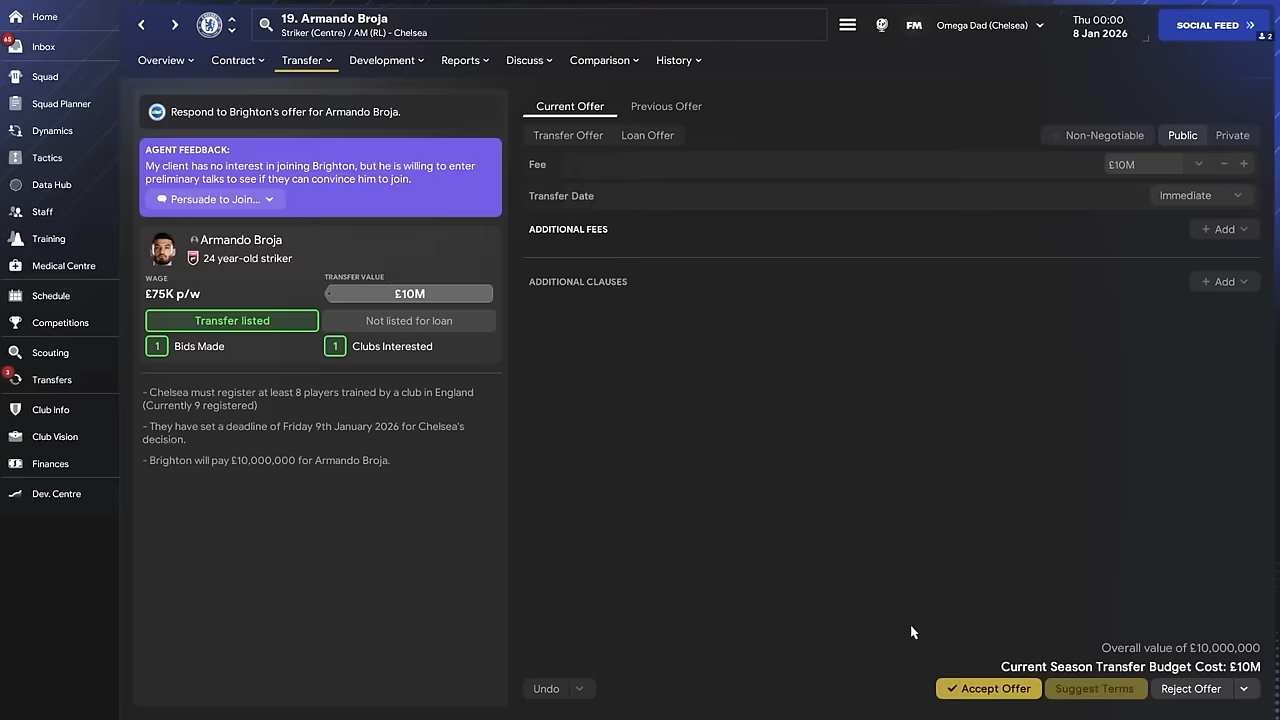 Home
19. Armando Broja
Striker (Centre) / AM (RL) - Chelsea
FM
Omega Dad (Chelsea)
Thu 00:00
8 Jan 2026
SOCIAL FEED
2
65
Inbox
Squad
Squad Planner
Dynamics
Tactics
Data Hub
Staff
Training
Medical Centre
Schedule
Competitions
Scouting
3
Transfers
Club Info
Club Vision
Finances
Dev. Centre
Overview
Contract
Transfer
Development
Reports
Discuss
Comparison
History
Respond to Brighton's offer for Armando Broja.
AGENT FEEDBACK:
My client has no interest in joining Brighton, but he is willing to enter
preliminary talks to see if they can convince him to join.
Persuade to Join...
Armando Broja
24 year-old striker
WAGE
£75K p/w
TRANSFER VALUE
£10M
Transfer listed
Not listed for loan
1 Bids Made
1 Clubs Interested
- Chelsea must register at least 8 players trained by a club in England
(Currently 9 registered)
- They have set a deadline of Friday 9th January 2026 for Chelsea's
decision.
- Brighton will pay £10,000,000 for Armando Broja.
Current Offer
Previous Offer
Transfer Offer
Loan Offer
Non-Negotiable
Public
Private
Fee
£10M
Transfer Date
Immediate
ADDITIONAL FEES
+ Add
ADDITIONAL CLAUSES
+ Add
Overall value of £10,000,000
Current Season Transfer Budget Cost: £10M
Undo
Accept Offer
Suggest Terms
Reject Offer